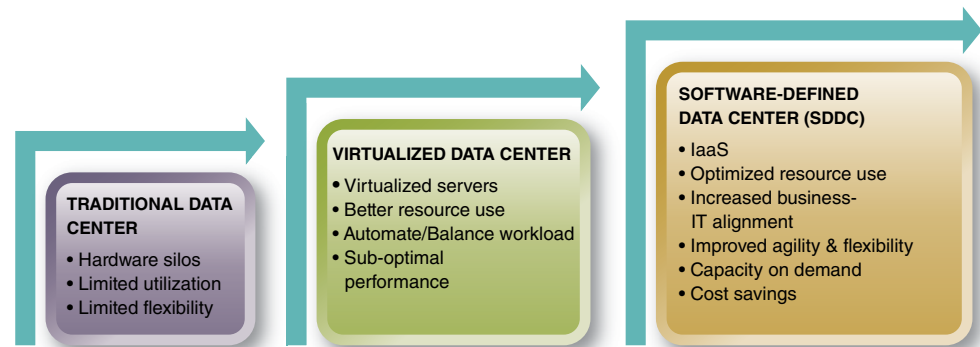 TRADITIONAL DATA
CENTER
• Hardware silos
• Limited utilization
• Limited flexibility
VIRTUALIZED DATA CENTER
• Virtualized servers
• Better resource use
• Automate/Balance workload
• Sub-optimal
performance
SOFTWARE-DEFINED
DATA CENTER (SDDC)
• IaaS
• Optimized resource use
• Increased business-
IT alignment
• Improved agility & flexibility
• Capacity on demand
• Cost savings